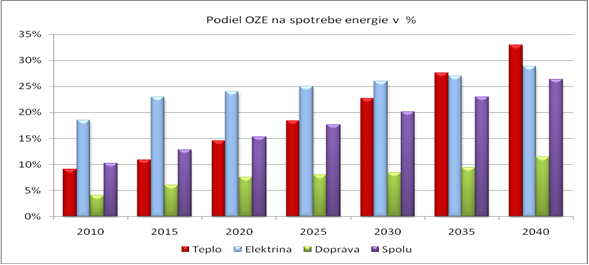 Podiel OZE na spotrebe energie v %
35%
30%
25%
20%
15%
10%
5%
0%
2010 2015 2020 2025 2030 2035 2040
Teplo Elektrina Doprava Spolu